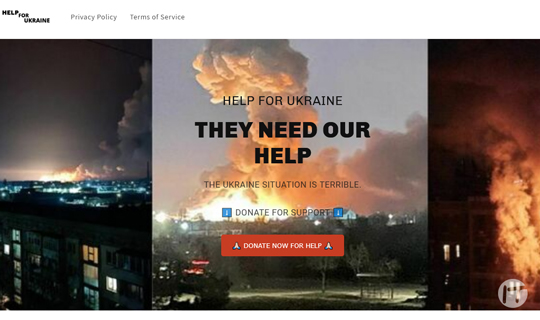 HELP FOR UKRAINE
Privacy Policy
Terms of Service
HELP FOR UKRAINE
THEY NEED OUR
HELP
THE UKRAINE SITUATION IS TERRIBLE.
⬇️ DONATE FOR SUPPORT ⬇️
🙏 DONATE NOW FOR HELP 🙏